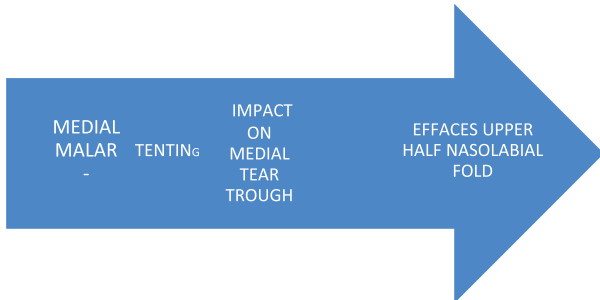 MEDIAL
MALAR
-
TENTING
IMPACT
ON
MEDIAL
TEAR
TROUGH
EFFACES UPPER
HALF NASOLABIAL
FOLD